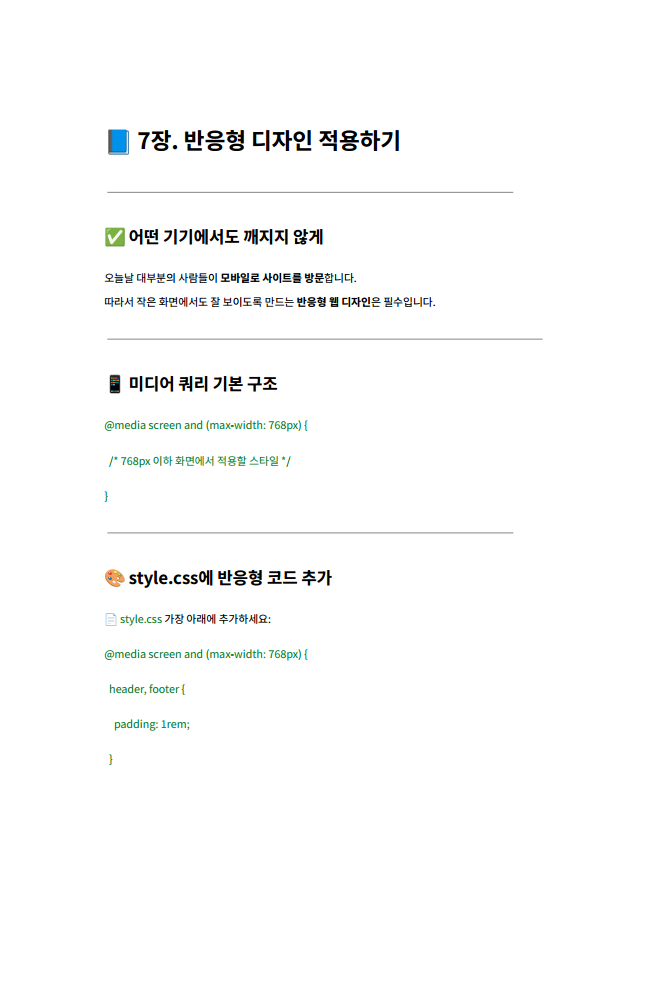 📘 7장. 반응형 디자인 적용하기
✅ 어떤 기기에서도 깨지지 않게
오늘날 대부분의 사람들이 모바일로 사이트를 방문합니다.
따라서 작은 화면에서도 잘 보이도록 만드는 반응형 웹 디자인은 필수입니다.
📱 미디어 쿼리 기본 구조
@media screen and (max-width: 768px) {
/* 768px 이하 화면에서 적용할 스타일 */
}
🎨 style.css에 반응형 코드 추가
📄 style.css 가장 아래에 추가하세요:
@media screen and (max-width: 768px) {
header, footer {
padding: 1rem;
}